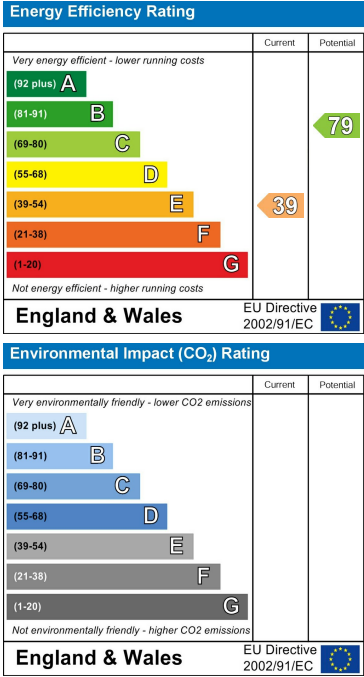 Energy Efficiency Rating
Current Potential
Very energy efficient - lower running costs
(92 plus) A
(81-91) B
79
(69-80) C
(55-68) D
(39-54) E
39
(21-38) F
(1-20) G
Not energy efficient - higher running costs
England & Wales
EU Directive
2002/91/EC
Environmental Impact (CO₂) Rating
Current Potential
Very environmentally friendly - lower CO2 emissions
(92 plus) A
(81-91) B
(69-80) C
(55-68) D
(39-54) E
(21-38) F
(1-20) G
Not environmentally friendly - higher CO2 emissions
England & Wales
EU Directive
2002/91/EC